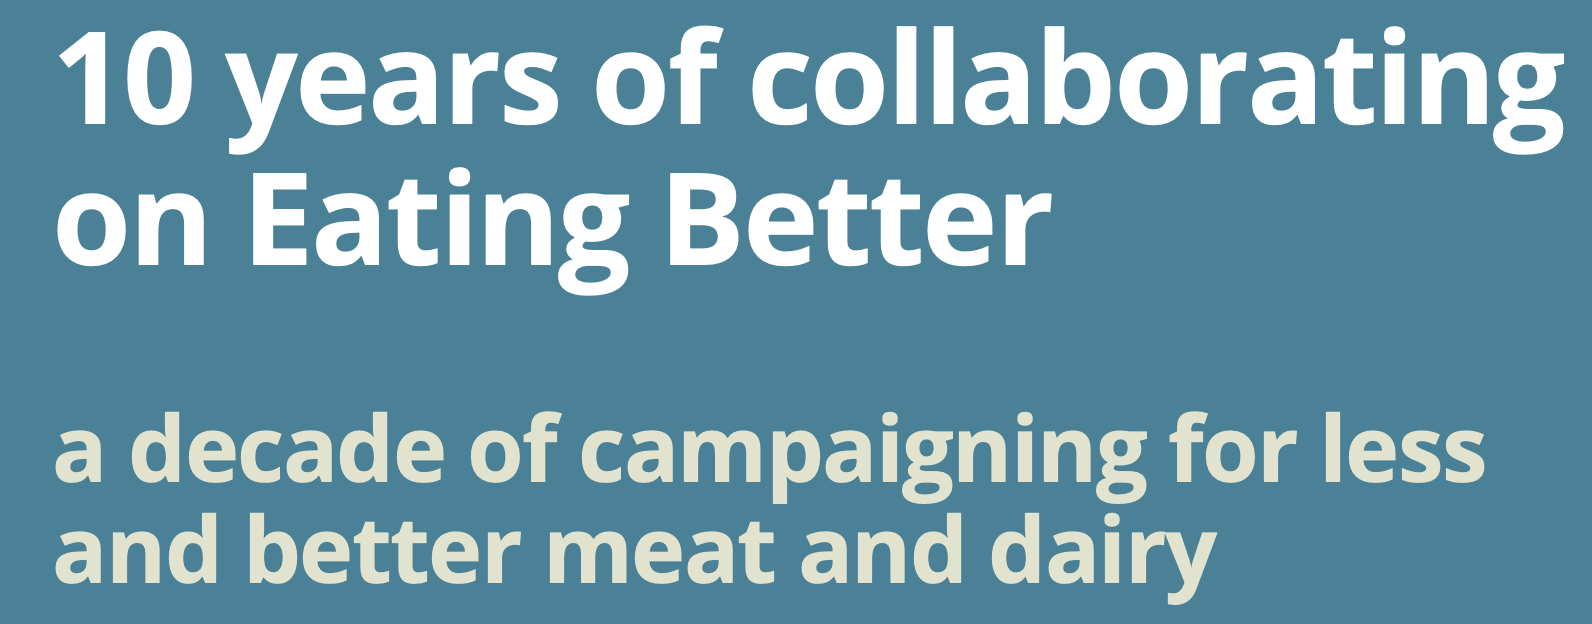 10 years of collaborating
on Eating Better
a decade of campaigning for less
and better meat and dairy